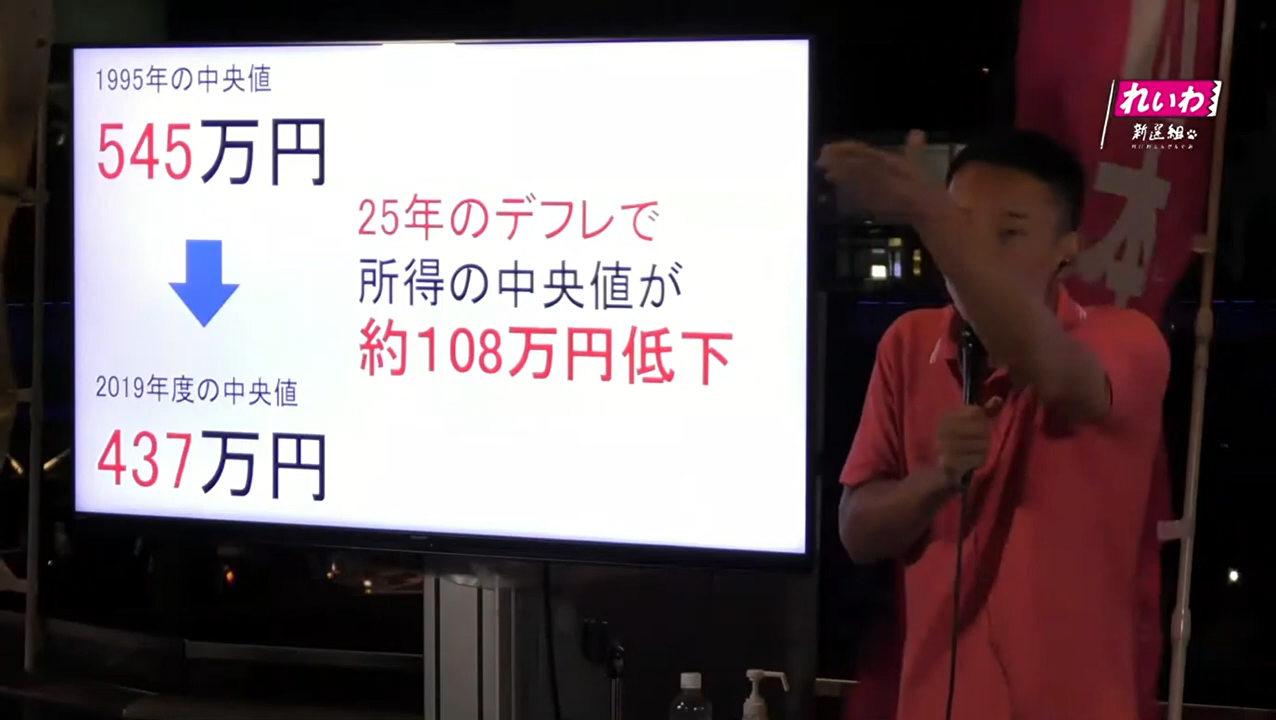 1995年の中央値
545万円
25年のデフレで
所得の中央値が
約108万円低下
2019年度の中央値
437万円
れいわ
新選組
本